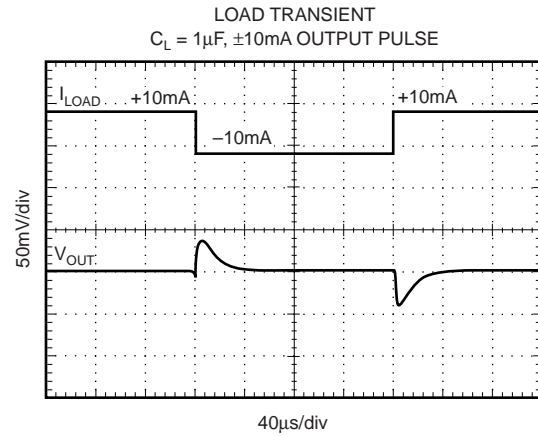 LOAD TRANSIENT
C_L = 1µF, ±10mA OUTPUT PULSE
I_LOAD
+10mA
+10mA
–10mA
50mV/div
V_OUT
40µs/div